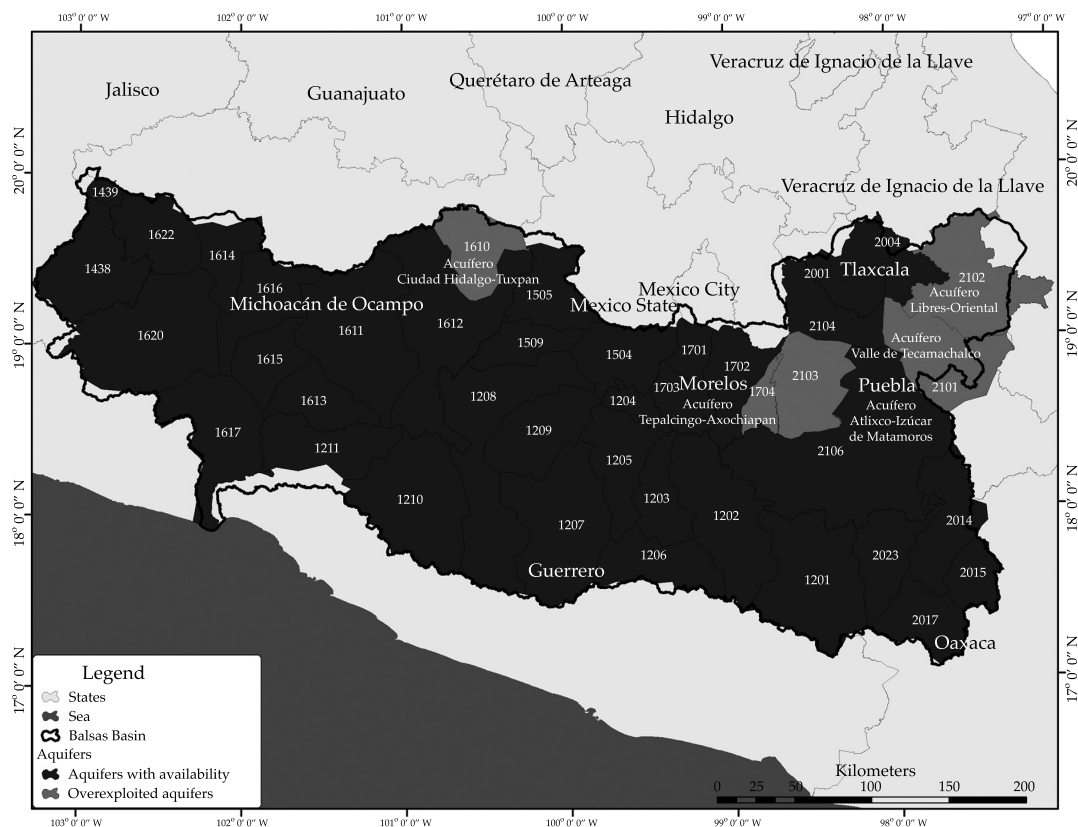 103° 0′ 0″ W
102° 0′ 0″ W
101° 0′ 0″ W
100° 0′ 0″ W
99° 0′ 0″ W
98° 0′ 0″ W
97° 0′ 0″ W
Jalisco
Guanajuato
Querétaro de Arteaga
Veracruz de Ignacio de la Llave
Hidalgo
20° 0′ 0″ N
20° 0′ 0″ N
Veracruz de Ignacio de la Llave
1439
1622
1614
1438
1610
Acuífero
Ciudad Hidalgo-Tuxpan
1616
Michoacán de Ocampo
1505
Mexico State
Mexico City
2004
2001
Tlaxcala
2102
Acuífero
Libres-Oriental
19° 0′ 0″ N
19° 0′ 0″ N
1620
1611
1612
1509
1615
1504
1701
1702
2104
Acuífero
Valle de Tecamachalco
1613
1208
1204
1703
Morelos
1704
Acuífero
Tepalcingo-Axochiapan
2103
Puebla
2101
Acuífero
Atlixco-Izúcar
de Matamoros
1617
1211
1209
1205
2106
18° 0′ 0″ N
18° 0′ 0″ N
1210
1203
1207
1202
1206
2014
Guerrero
1201
2023
2015
2017
Oaxaca
17° 0′ 0″ N
17° 0′ 0″ N
Legend
States
Sea
Balsas Basin
Aquifers
Aquifers with availability
Overexploited aquifers
Kilometers
0 25 50 100 150 200
103° 0′ 0″ W
102° 0′ 0″ W
101° 0′ 0″ W
100° 0′ 0″ W
99° 0′ 0″ W
98° 0′ 0″ W